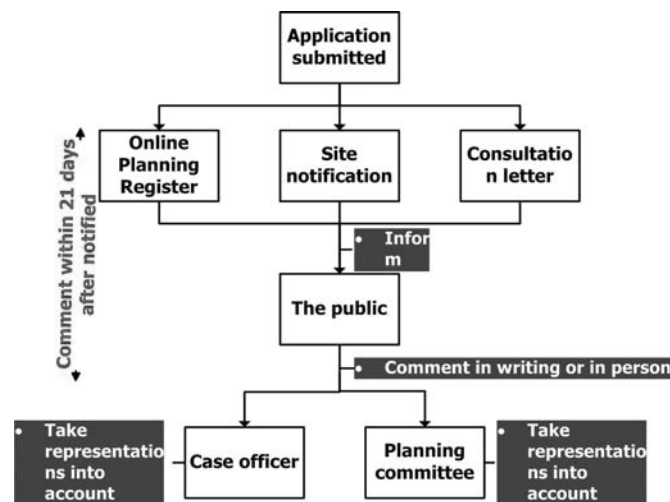 Application
submitted
Online
Planning
Register
Site
notification
Consultatio
n letter
Comment within 21 days
after notified
• Infor
m
The public
• Comment in writing or in person
• Take
representatio
ns into
account
Case officer
Planning
committee
• Take
representatio
ns into
account